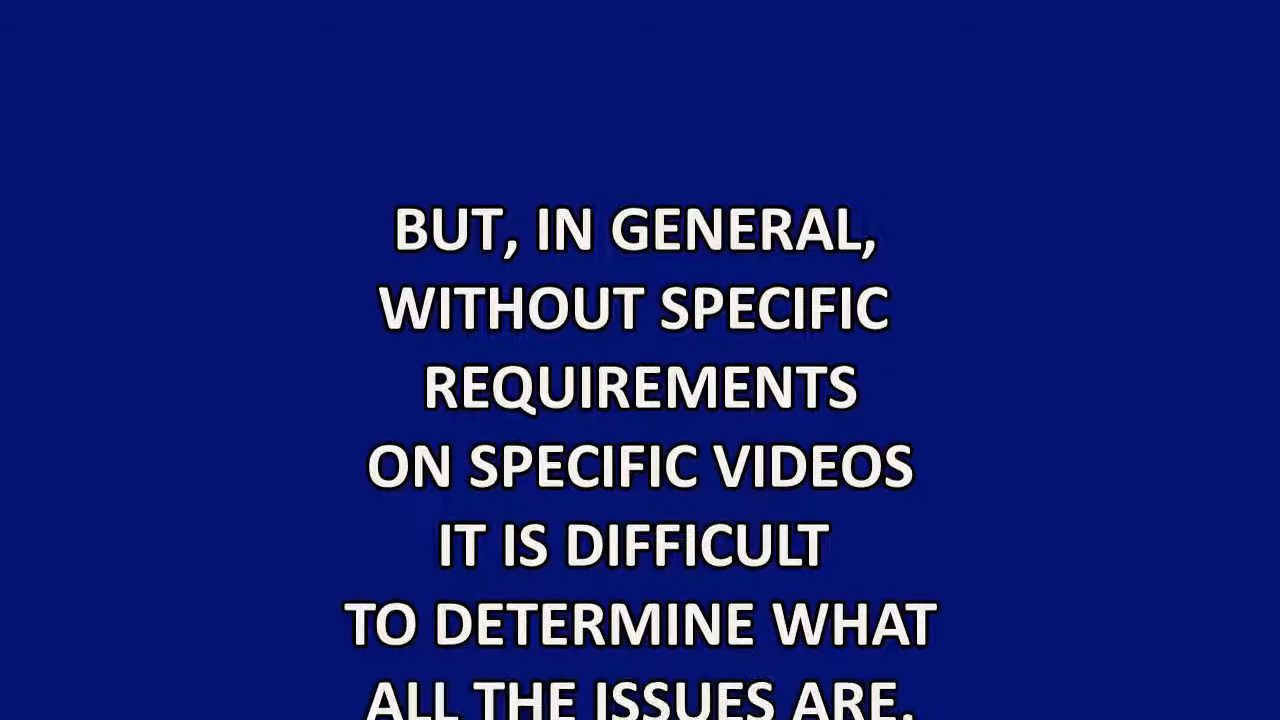 BUT, IN GENERAL,
WITHOUT SPECIFIC
REQUIREMENTS
ON SPECIFIC VIDEOS
IT IS DIFFICULT
TO DETERMINE WHAT
ALL THE ISSUES ARE.